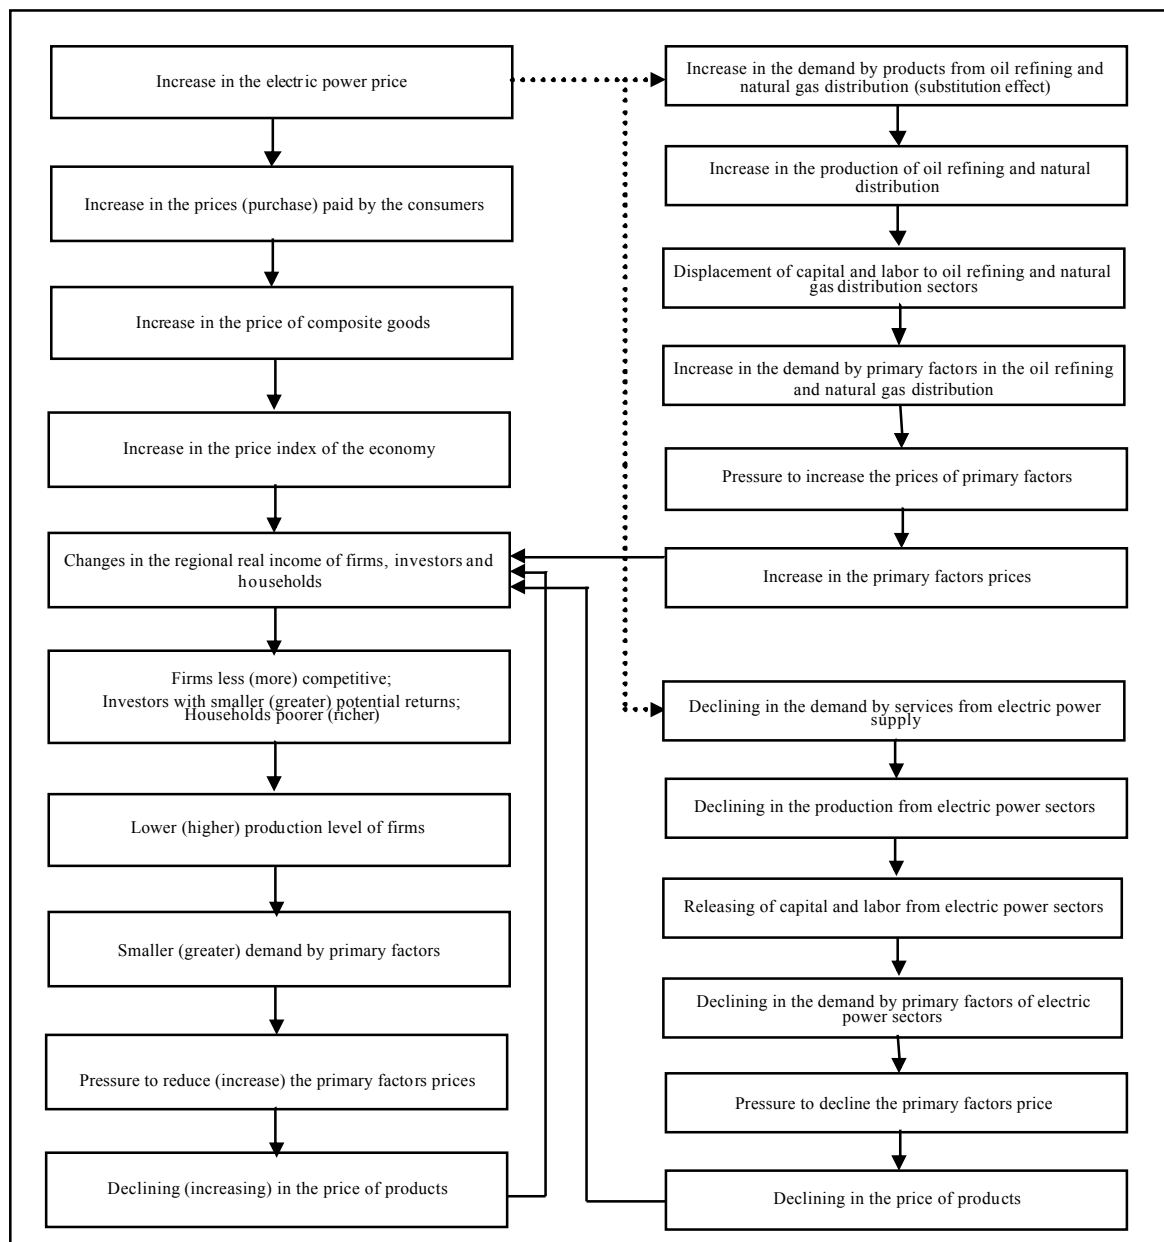 Increase in the electric power price
Increase in the prices (purchase) paid by the consumers
Increase in the price of composite goods
Increase in the price index of the economy
Changes in the regional real income of firms, investors and
households
Firms less (more) competitive;
Investors with smaller (greater) potential returns;
Households poorer (richer)
Lower (higher) production level of firms
Smaller (greater) demand by primary factors
Pressure to reduce (increase) the primary factors prices
Declining (increasing) in the price of products
Increase in the demand by products from oil refining and
natural gas distribution (substitution effect)
Increase in the production of oil refining and natural
distribution
Displacement of capital and labor to oil refining and natural
gas distribution sectors
Increase in the demand by primary factors in the oil refining
and natural gas distribution
Pressure to increase the prices of primary factors
Increase in the primary factors prices
Declining in the demand by services from electric power
supply
Declining in the production from electric power sectors
Releasing of capital and labor from electric power sectors
Declining in the demand by primary factors of electric
power sectors
Pressure to decline the primary factors price
Declining in the price of products